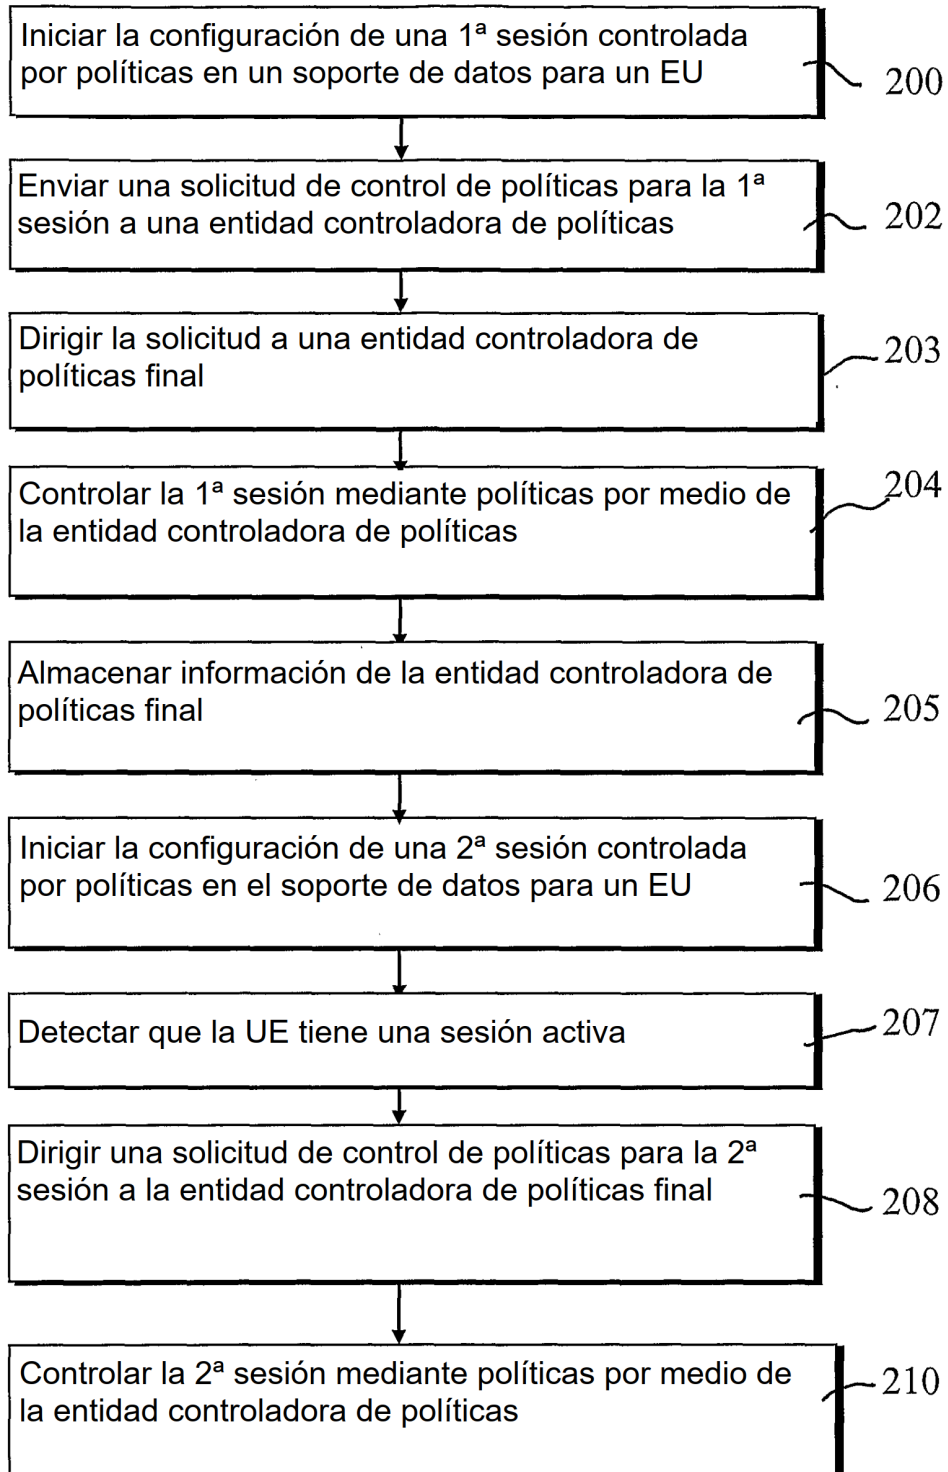 Iniciar la configuración de una 1ª sesión controlada
por políticas en un soporte de datos para un EU
200
Enviar una solicitud de control de políticas para la 1ª
sesión a una entidad controladora de políticas
202
Dirigir la solicitud a una entidad controladora de
políticas final
203
Controlar la 1ª sesión mediante políticas por medio de
la entidad controladora de políticas
204
Almacenar información de la entidad controladora de
políticas final
205
Iniciar la configuración de una 2ª sesión controlada
por políticas en el soporte de datos para un EU
206
Detectar que la UE tiene una sesión activa
207
Dirigir una solicitud de control de políticas para la 2ª
sesión a la entidad controladora de políticas final
208
Controlar la 2ª sesión mediante políticas por medio de
la entidad controladora de políticas
210